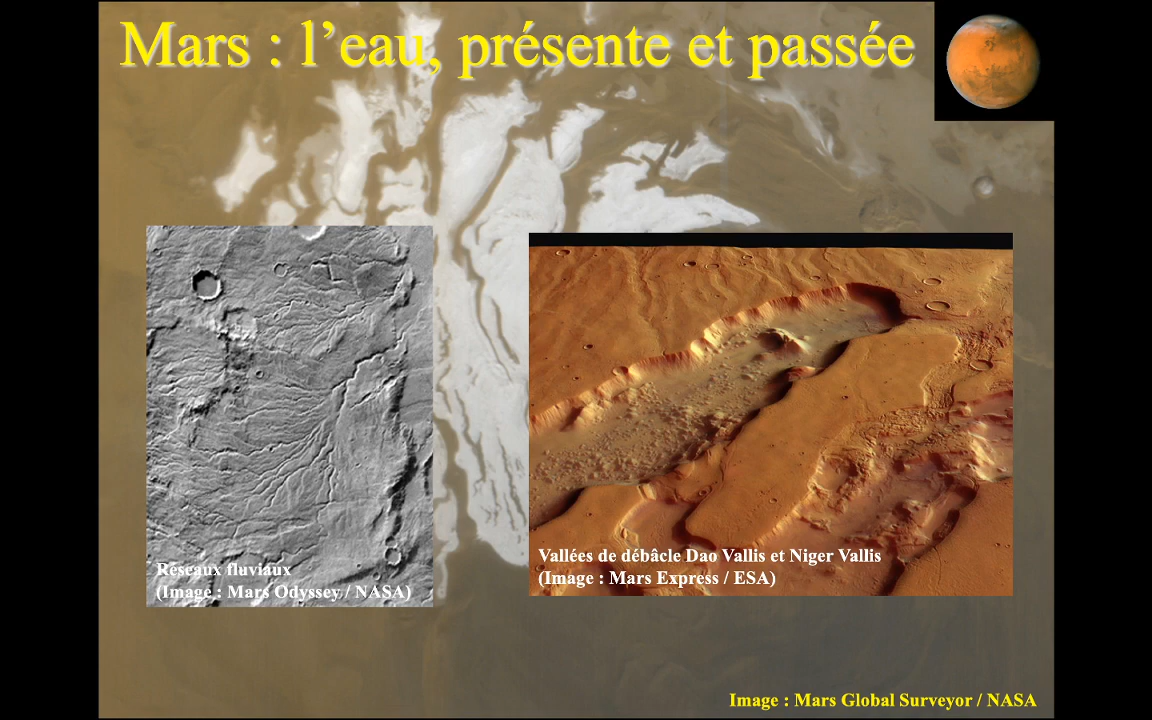 Mars : l’eau, présente et passée
Réseaux fluviaux
(Image : Mars Odyssey / NASA)
Vallées de débâcle Dao Vallis et Niger Vallis
(Image : Mars Express / ESA)
Image : Mars Global Surveyor / NASA